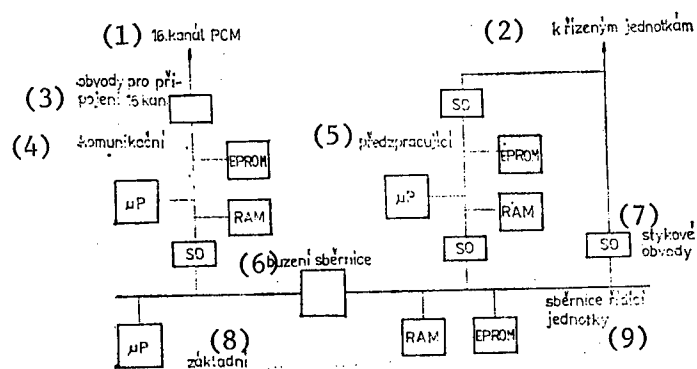 (1) 16.kanál PCM
(2) k řízeným jednotkám
(3) obvody pro při-
pojení 16 kan.
SO
(4) komunikační
(5) předzpracující
EPROM
EPROM
μP
μP
RAM
RAM
SO
SO
(7) SO stykové
obvody
(6) buzení sběrnice
sběrnice řídící
jednotky (9)
μP
(8) základní
RAM
EPROM